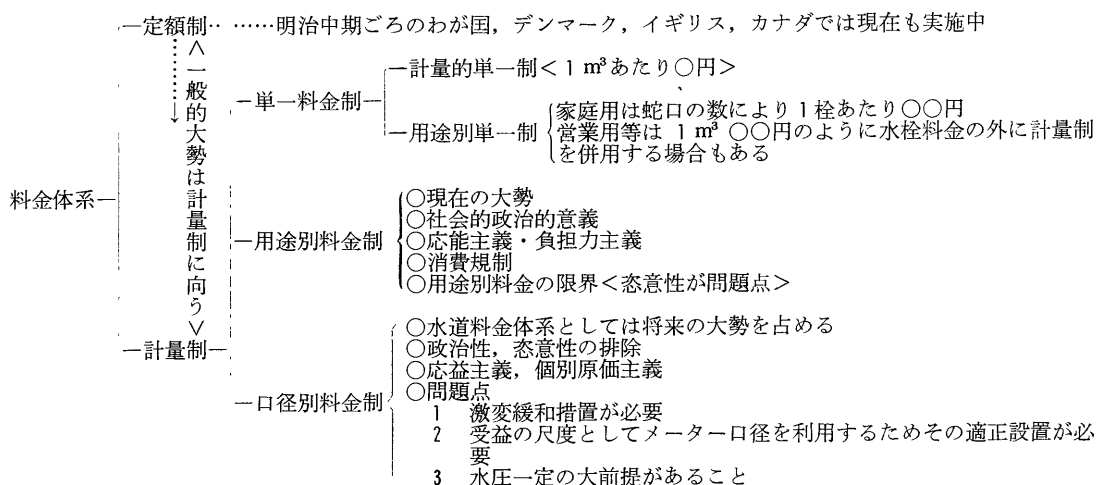 定額制‥ ……明治中期ごろのわが国，デンマーク，イギリス，カナダでは現在も実施中
＜一般的大勢は計量制に向う＞
計量的単一制＜１m³あたり○円＞
単一料金制
家庭用は蛇口の数により１栓あたり○○円
用途別単一制
営業用等は１m³ ○○円のように水栓料金の外に計量制
を併用する場合もある
料金体系
○現在の大勢
○社会的政治的意義
用途別料金制
○応能主義・負担力主義
○消費規制
○用途別料金の限界＜恣意性が問題点＞
計量制
○水道料金体系としては将来の大勢を占める
○政治性，恣意性の排除
○応益主義，個別原価主義
口径別料金制
○問題点
1 激変緩和措置が必要
2 受益の尺度としてメーター口径を利用するためその適正設置が必
要
3 水圧一定の大前提があること